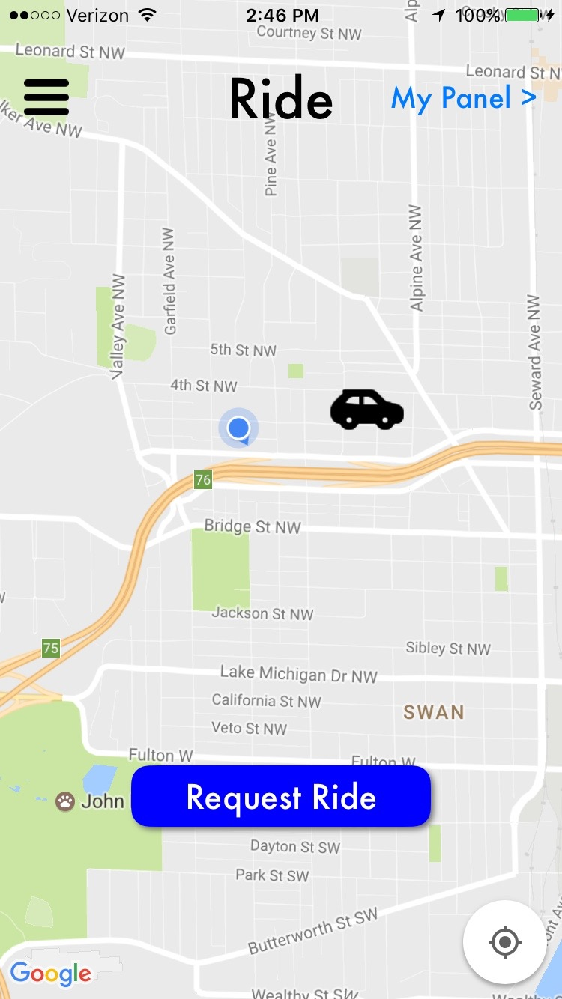 Verizon 2:46 PM 100%
Courtney St NW
Leonard St NW
Leonard St N
Ride
My Panel >
lker Ave NW
Pine Ave NW
Alpine Ave NW
Garfield Ave NW
Valley Ave NW
Seward Ave NW
5th St NW
4th St NW
76
Bridge St NW
Jackson St NW
75
Sibley St NW
Lake Michigan Dr NW
California St NW
SWAN
Veto St NW
Fulton W
Fulton W
Request Ride
John
Dayton St SW
Park St SW
Butterworth St SW
Google
Wealthy St SW